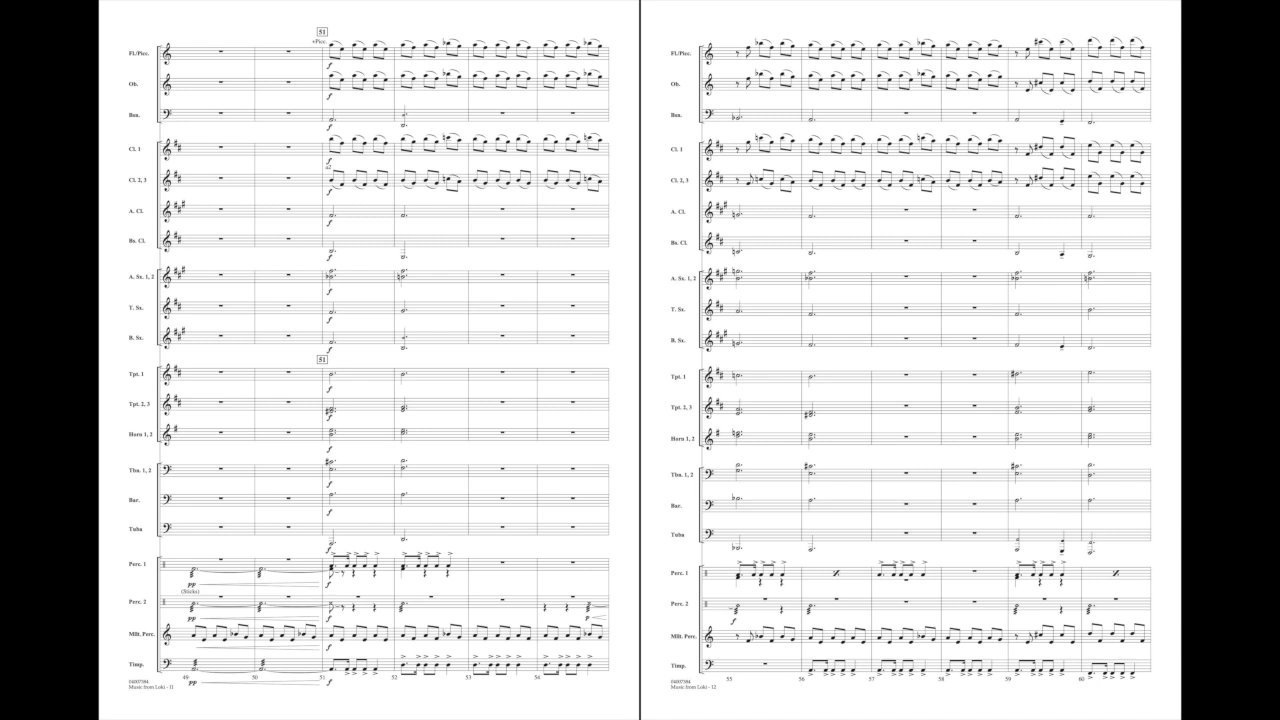 51
+Picc.
Fl./Picc.
f
Ob.
f
Bsn.
f
Cl. 1
f
a2
Cl. 2, 3
f
A. Cl.
f
Bs. Cl.
f
A. Sx. 1, 2
f
T. Sx.
f
B. Sx.
f
51
Tpt. 1
f
Tpt. 2, 3
f
Horn 1, 2
f
Tbn. 1, 2
f
Bar.
f
Tuba
f
Perc. 1
pp f
(Sticks)
Perc. 2
pp f p
Mlt. Perc.
f
Timp.
pp f
49 50 51 52 53 54
04007384
Music from Loki - 11
Fl./Picc.
Ob.
Bsn.
Cl. 1
Cl. 2, 3
A. Cl.
Bs. Cl.
A. Sx. 1, 2
T. Sx.
B. Sx.
Tpt. 1
Tpt. 2, 3
Horn 1, 2
Tbn. 1, 2
Bar.
Tuba
Perc. 1
Perc. 2
f
Mlt. Perc.
Timp.
55 56 57 58 59 60
04007384
Music from Loki - 12